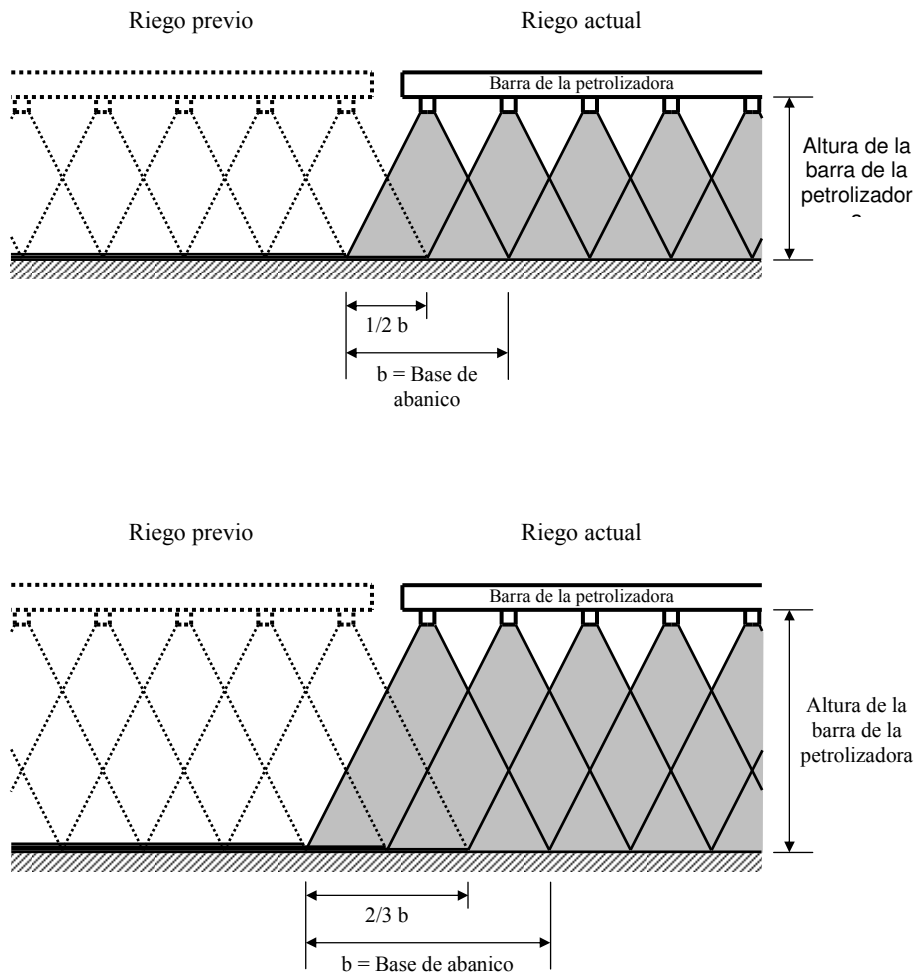 Riego previo
Riego actual
Barra de la petrolizadora
Altura de la
barra de la
petrolizador
1/2 b
b = Base de
abanico
Riego previo
Riego actual
Barra de la petrolizadora
Altura de la
barra de la
petrolizadora
2/3 b
b = Base de abanico